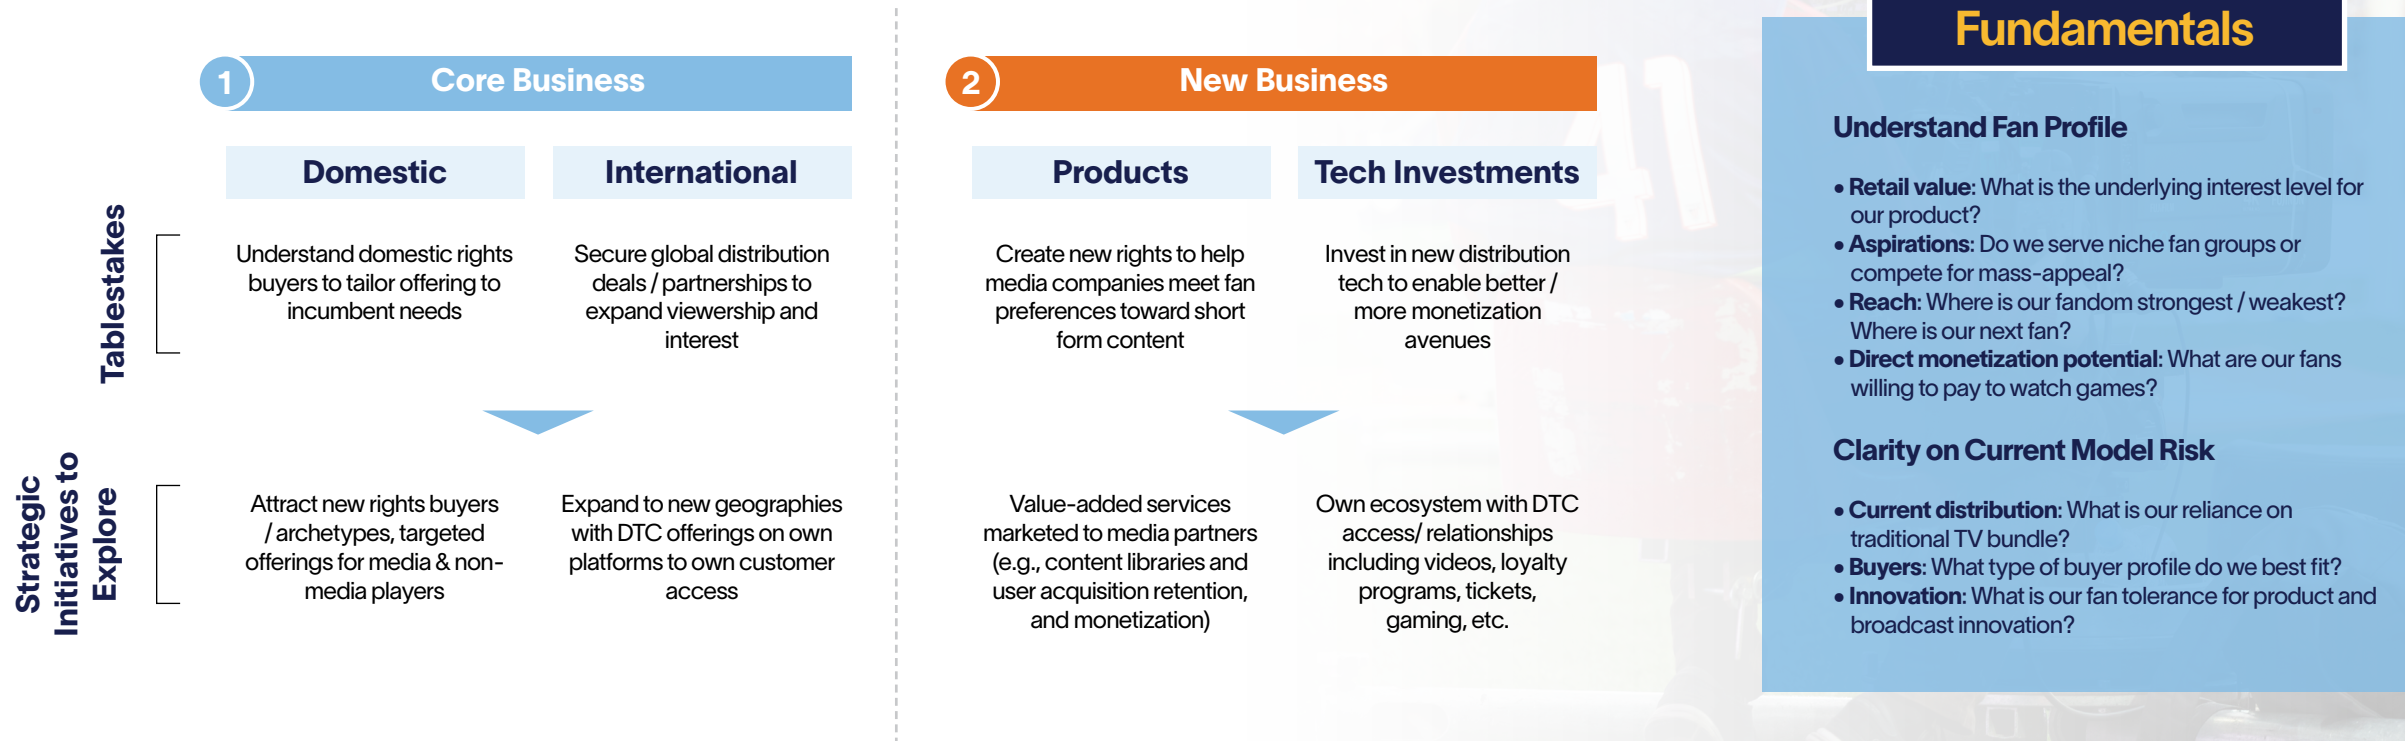 Fundamentals
1
Core Business
2
New Business
Domestic
International
Products
Tech Investments
Tablestakes
Understand domestic rights
buyers to tailor offering to
incumbent needs
Secure global distribution
deals / partnerships to
expand viewership and
interest
Create new rights to help
media companies meet fan
preferences toward short
form content
Invest in new distribution
tech to enable better /
more monetization
avenues
Strategic
Initiatives to
Explore
Attract new rights buyers
/ archetypes, targeted
offerings for media & non-
media players
Expand to new geographies
with DTC offerings on own
platforms to own customer
access
Value-added services
marketed to media partners
(e.g., content libraries and
user acquisition retention,
and monetization)
Own ecosystem with DTC
access/ relationships
including videos, loyalty
programs, tickets,
gaming, etc.
41
Understand Fan Profile
• Retail value: What is the underlying interest level for
our product?
• Aspirations: Do we serve niche fan groups or
compete for mass-appeal?
• Reach: Where is our fandom strongest / weakest?
Where is our next fan?
• Direct monetization potential: What are our fans
willing to pay to watch games?
Clarity on Current Model Risk
• Current distribution: What is our reliance on
traditional TV bundle?
• Buyers: What type of buyer profile do we best fit?
• Innovation: What is our fan tolerance for product and
broadcast innovation?